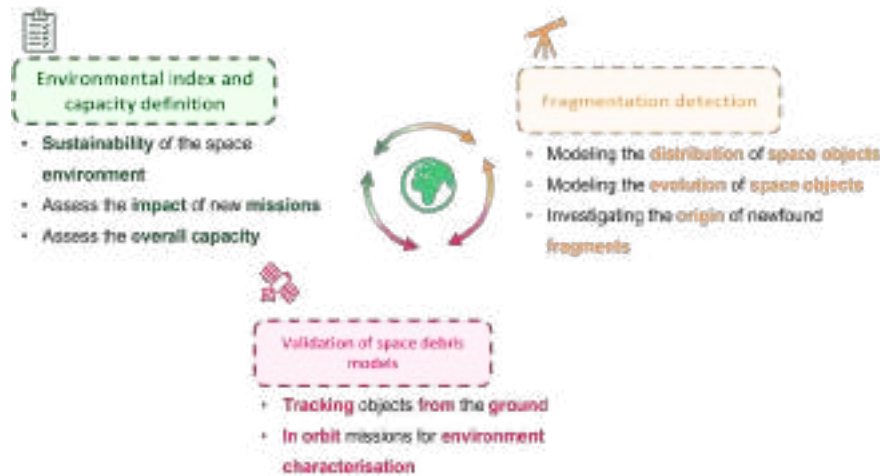 Environmental index and
capacity definition
• Sustainability of the space
environment
• Assess the impact of new missions
• Assess the overall capacity
Fragmentation detection
• Modeling the distribution of space objects
• Modeling the evolution of space objects
• Investigating the origin of newfound
fragments
Validation of space debris
models
• Tracking objects from the ground
• In orbit missions for environment
characterisation